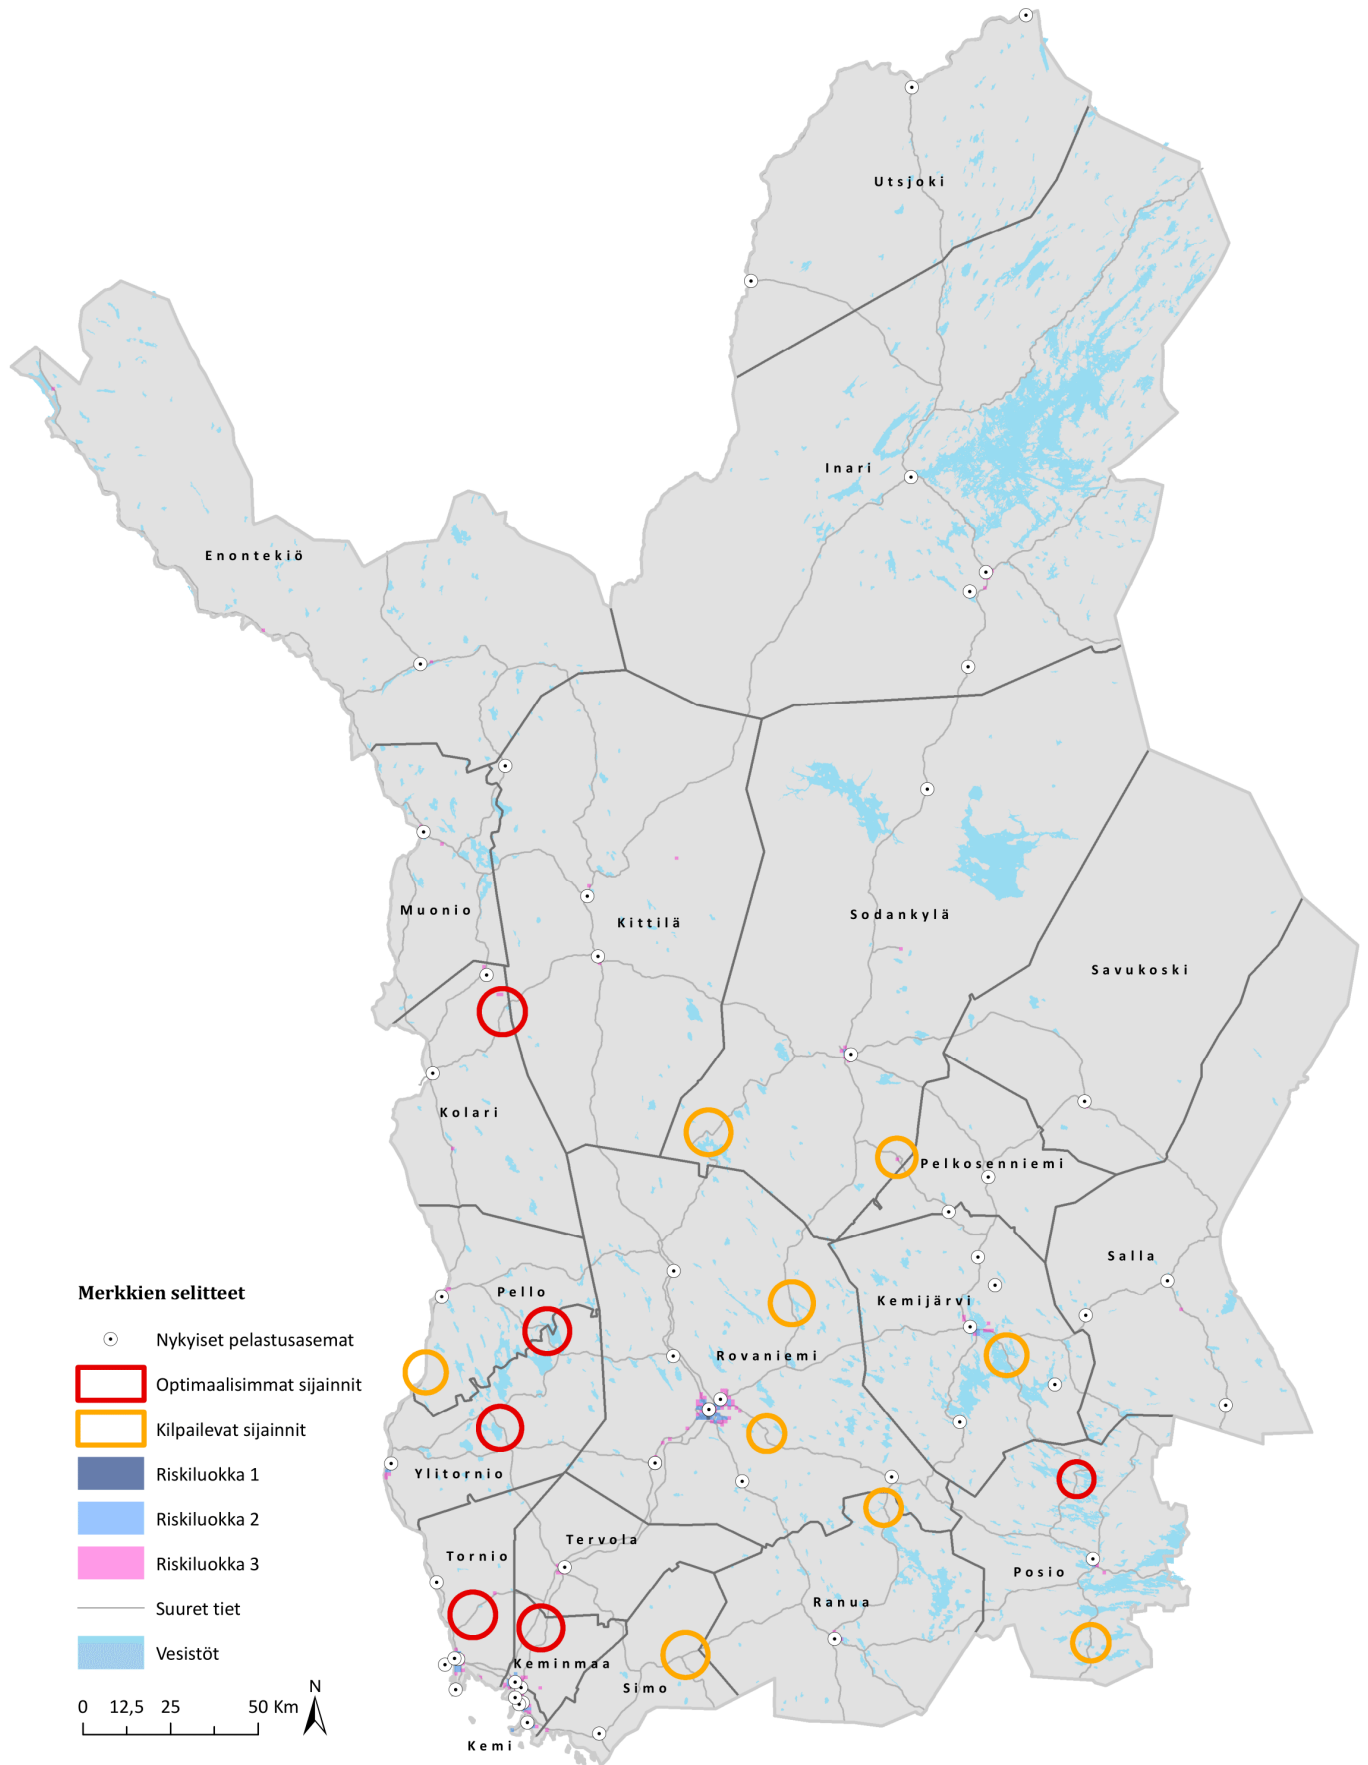 Utsjoki
Inari
Enontekiö
Muonio
Kittilä
Sodankylä
Savukoski
Kolari
Pelkosenniemi
Salla
Pello
Kemijärvi
Rovaniemi
Ylitornio
Tervola
Tornio
Posio
Ranua
Keminmaa
Simo
Kemi
Merkkien selitteet
Nykyiset pelastusasemat
Optimaalisimmat sijainnit
Kilpailevat sijainnit
Riskiluokka 1
Riskiluokka 2
Riskiluokka 3
Suuret tiet
Vesistöt
N
0 12,5 25 50 Km